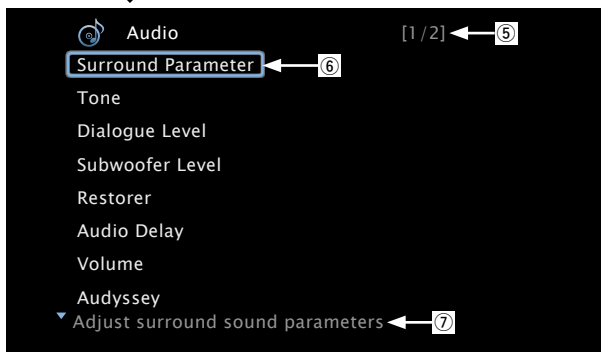 Audio [1/2] ⑤
Surround Parameter ⑥
Tone
Dialogue Level
Subwoofer Level
Restorer
Audio Delay
Volume
Audyssey
Adjust surround sound parameters ⑦